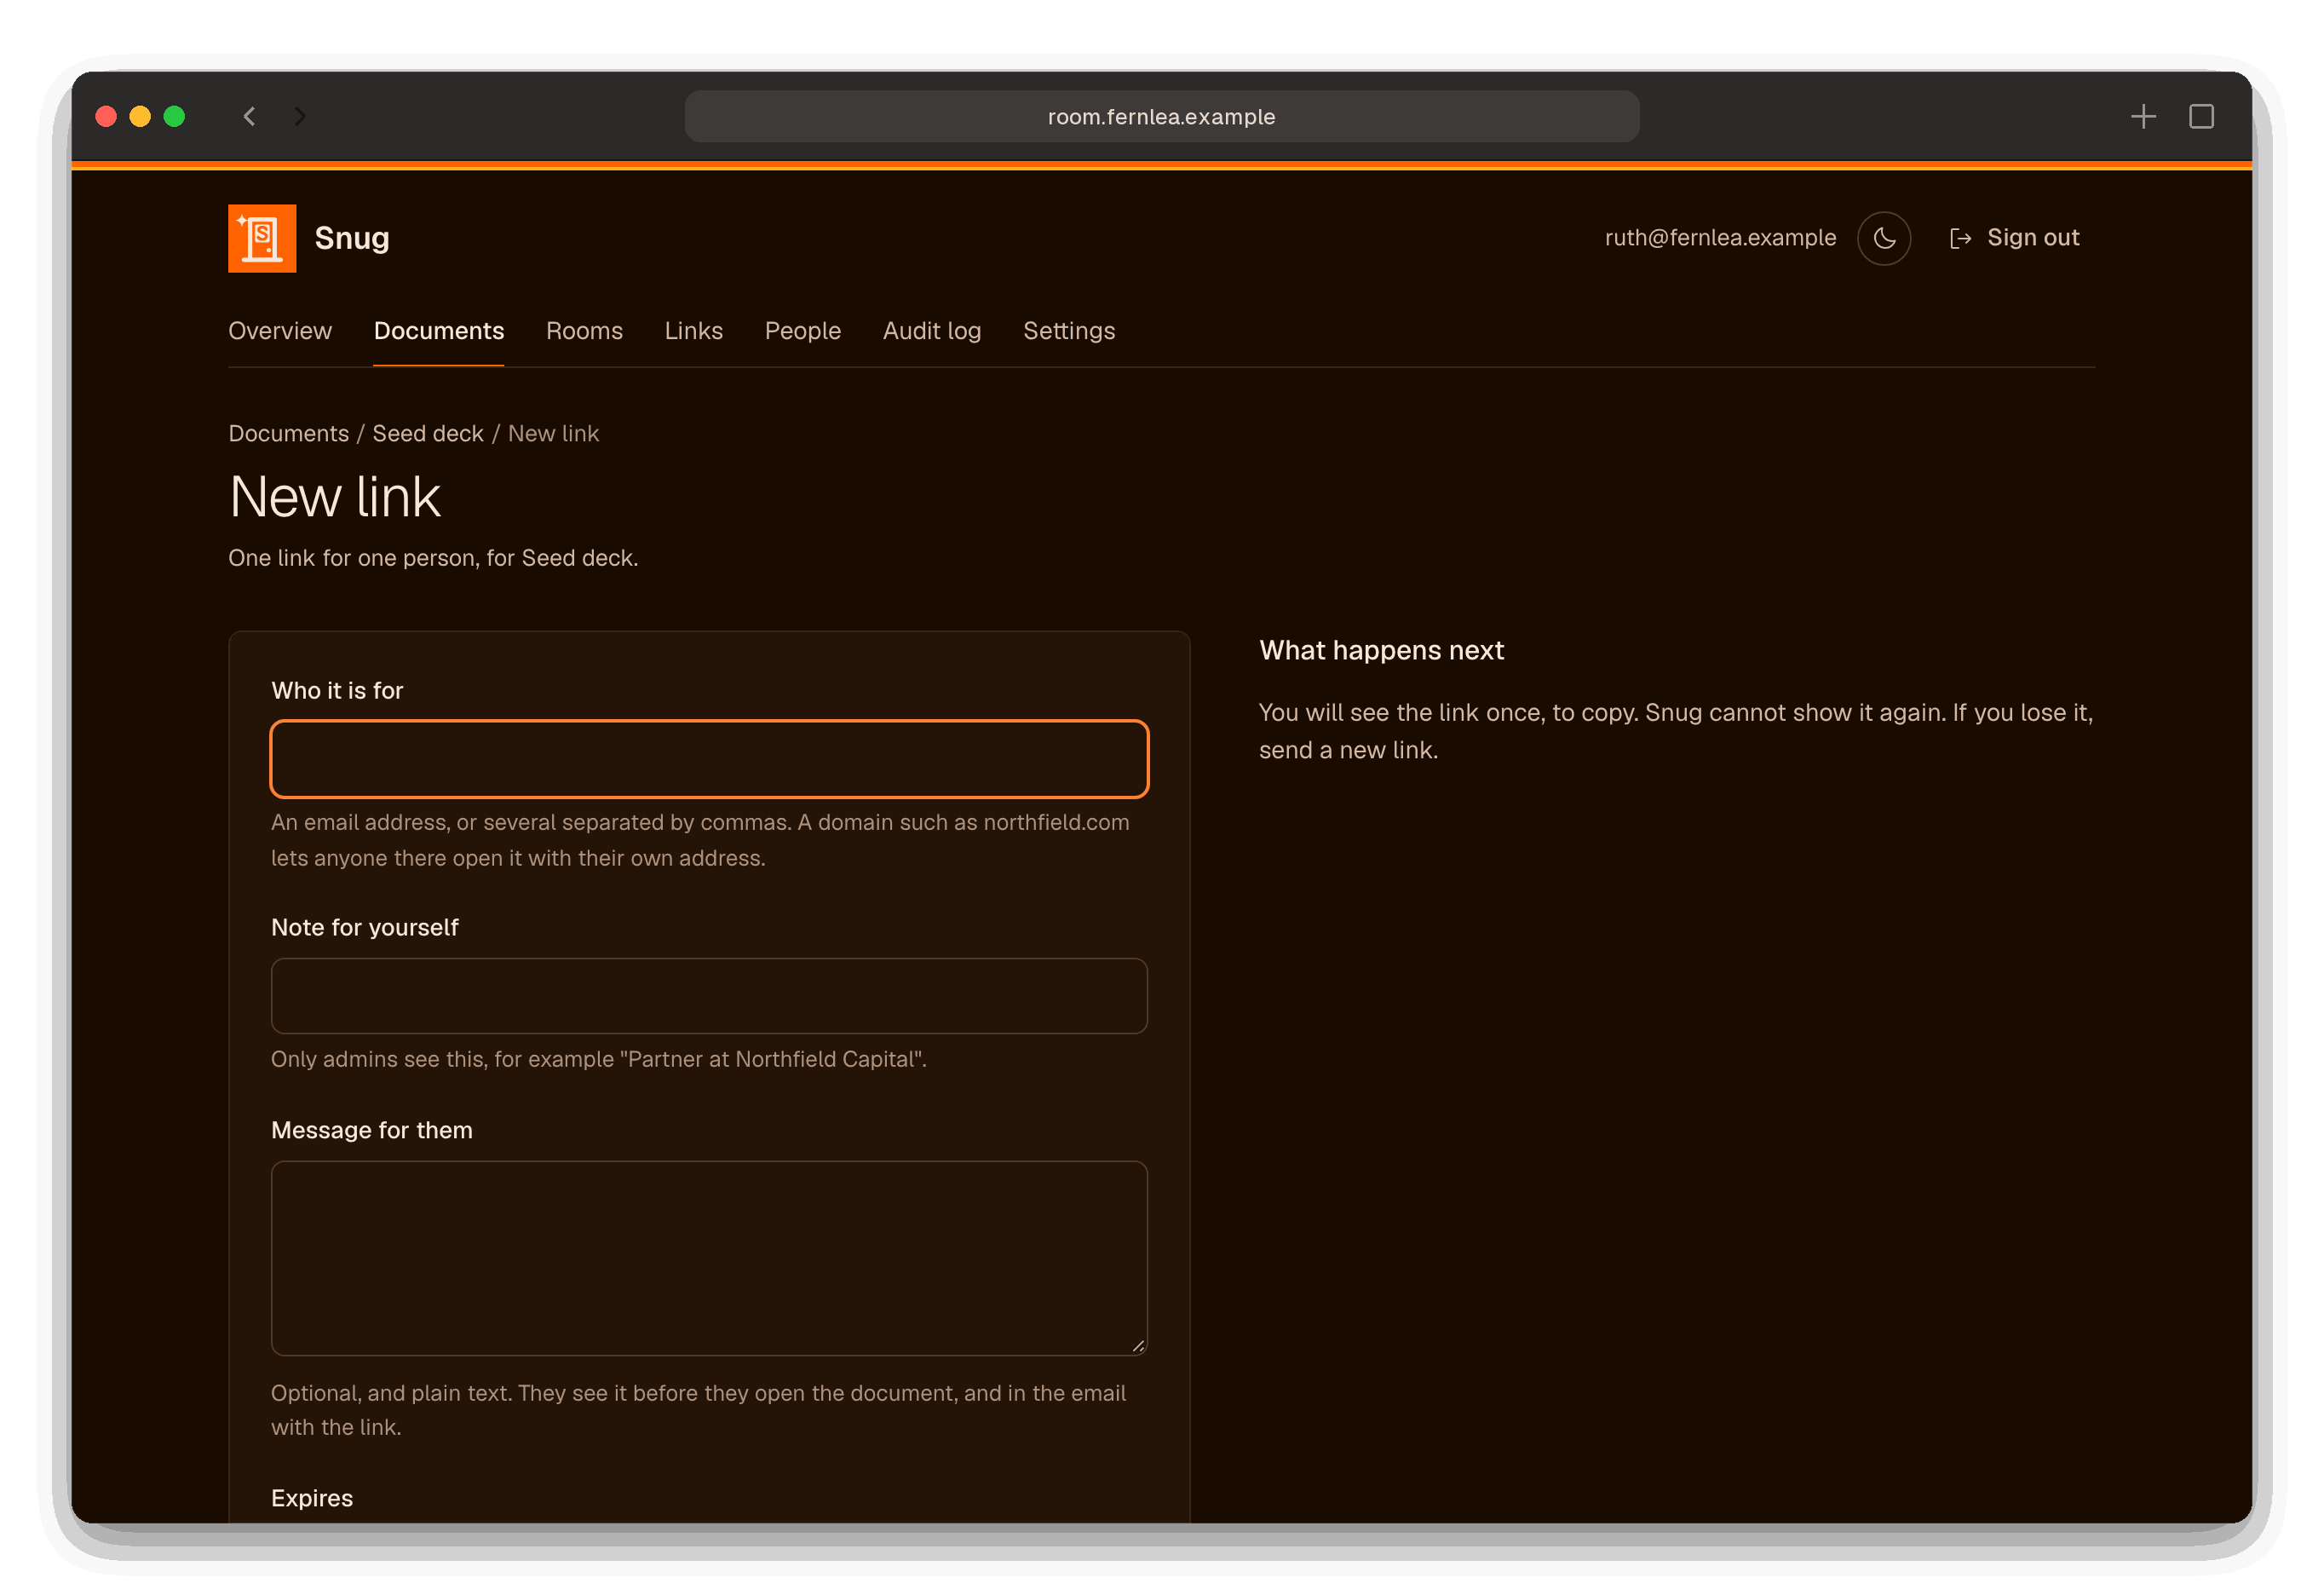 room.fernlea.example
S
Snug
ruth@fernlea.example
Sign out
Overview
Documents
Rooms
Links
People
Audit log
Settings
Documents / Seed deck / New link
New link
One link for one person, for Seed deck.
Who it is for
An email address, or several separated by commas. A domain such as northfield.com
lets anyone there open it with their own address.
Note for yourself
Only admins see this, for example "Partner at Northfield Capital".
Message for them
Optional, and plain text. They see it before they open the document, and in the email
with the link.
Expires
What happens next
You will see the link once, to copy. Snug cannot show it again. If you lose it,
send a new link.